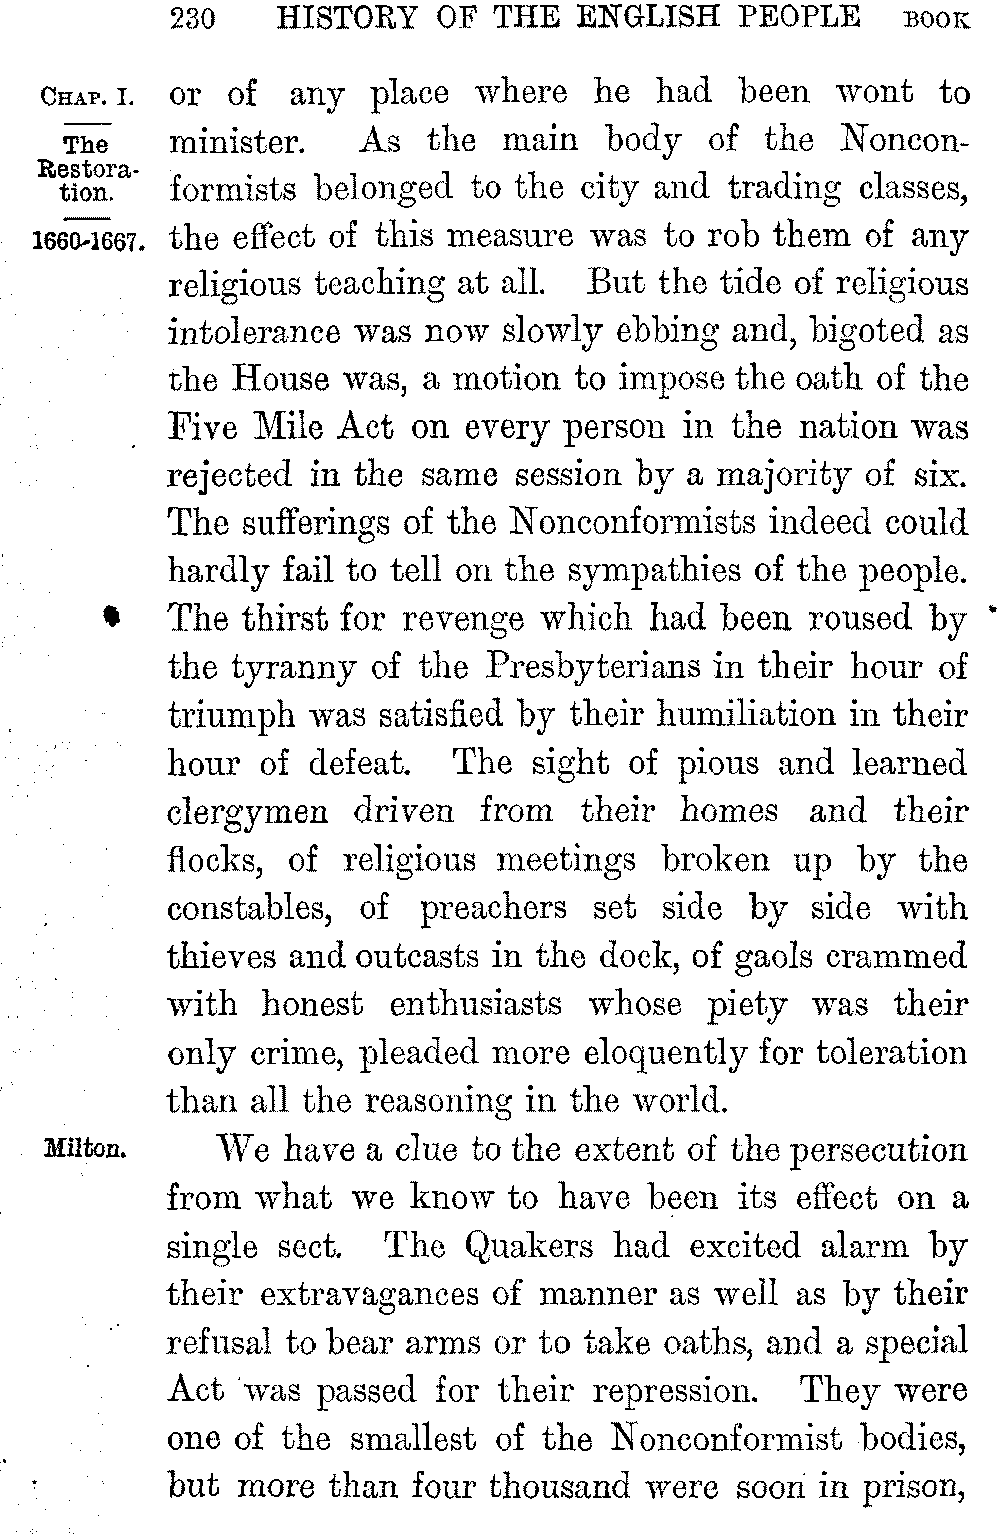 230 HISTORY OF THE ENGLISH PEOPLE BOOK
CHAP. I.
The
Restora-
tion.
1660-1667.
or of any place where he had been wont to
minister. As the main body of the Noncon-
formists belonged to the city and trading classes,
the effect of this measure was to rob them of any
religious teaching at all. But the tide of religious
intolerance was now slowly ebbing and, bigoted as
the House was, a motion to impose the oath of the
Five Mile Act on every person in the nation was
rejected in the same session by a majority of six.
The sufferings of the Nonconformists indeed could
hardly fail to tell on the sympathies of the people.
The thirst for revenge which had been roused by
the tyranny of the Presbyterians in their hour of
triumph was satisfied by their humiliation in their
hour of defeat. The sight of pious and learned
clergymen driven from their homes and their
flocks, of religious meetings broken up by the
constables, of preachers set side by side with
thieves and outcasts in the dock, of gaols crammed
with honest enthusiasts whose piety was their
only crime, pleaded more eloquently for toleration
than all the reasoning in the world.
Milton.
We have a clue to the extent of the persecution
from what we know to have been its effect on a
single sect. The Quakers had excited alarm by
their extravagances of manner as well as by their
refusal to bear arms or to take oaths, and a special
Act was passed for their repression. They were
one of the smallest of the Nonconformist bodies,
but more than four thousand were soon in prison,